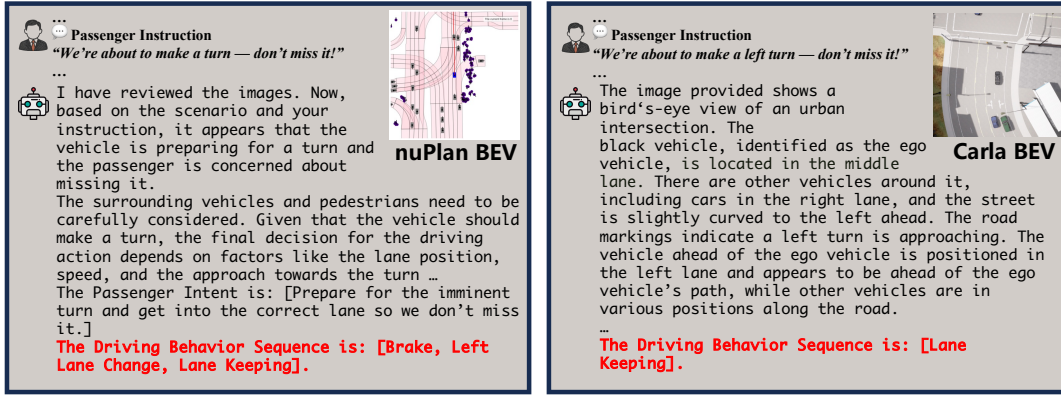 ...
Passenger Instruction
“We’re about to make a turn — don’t miss it!”
...
I have reviewed the images. Now,
based on the scenario and your
instruction, it appears that the
vehicle is preparing for a turn and
the passenger is concerned about
missing it.
The surrounding vehicles and pedestrians need to be
carefully considered. Given that the vehicle should
make a turn, the final decision for the driving
action depends on factors like the lane position,
speed, and the approach towards the turn …
The Passenger Intent is: [Prepare for the imminent
turn and get into the correct lane so we don’t miss
it.]
The Driving Behavior Sequence is: [Brake, Left
Lane Change, Lane Keeping].
nuPlan BEV
...
Passenger Instruction
“We’re about to make a left turn — don’t miss it!”
...
The image provided shows a
bird‘s-eye view of an urban
intersection. The
black vehicle, identified as the ego
vehicle, is located in the middle
lane. There are other vehicles around it,
including cars in the right lane, and the street
is slightly curved to the left ahead. The road
markings indicate a left turn is approaching. The
vehicle ahead of the ego vehicle is positioned in
the left lane and appears to be ahead of the ego
vehicle’s path, while other vehicles are in
various positions along the road.
…
The Driving Behavior Sequence is: [Lane
Keeping].
Carla BEV